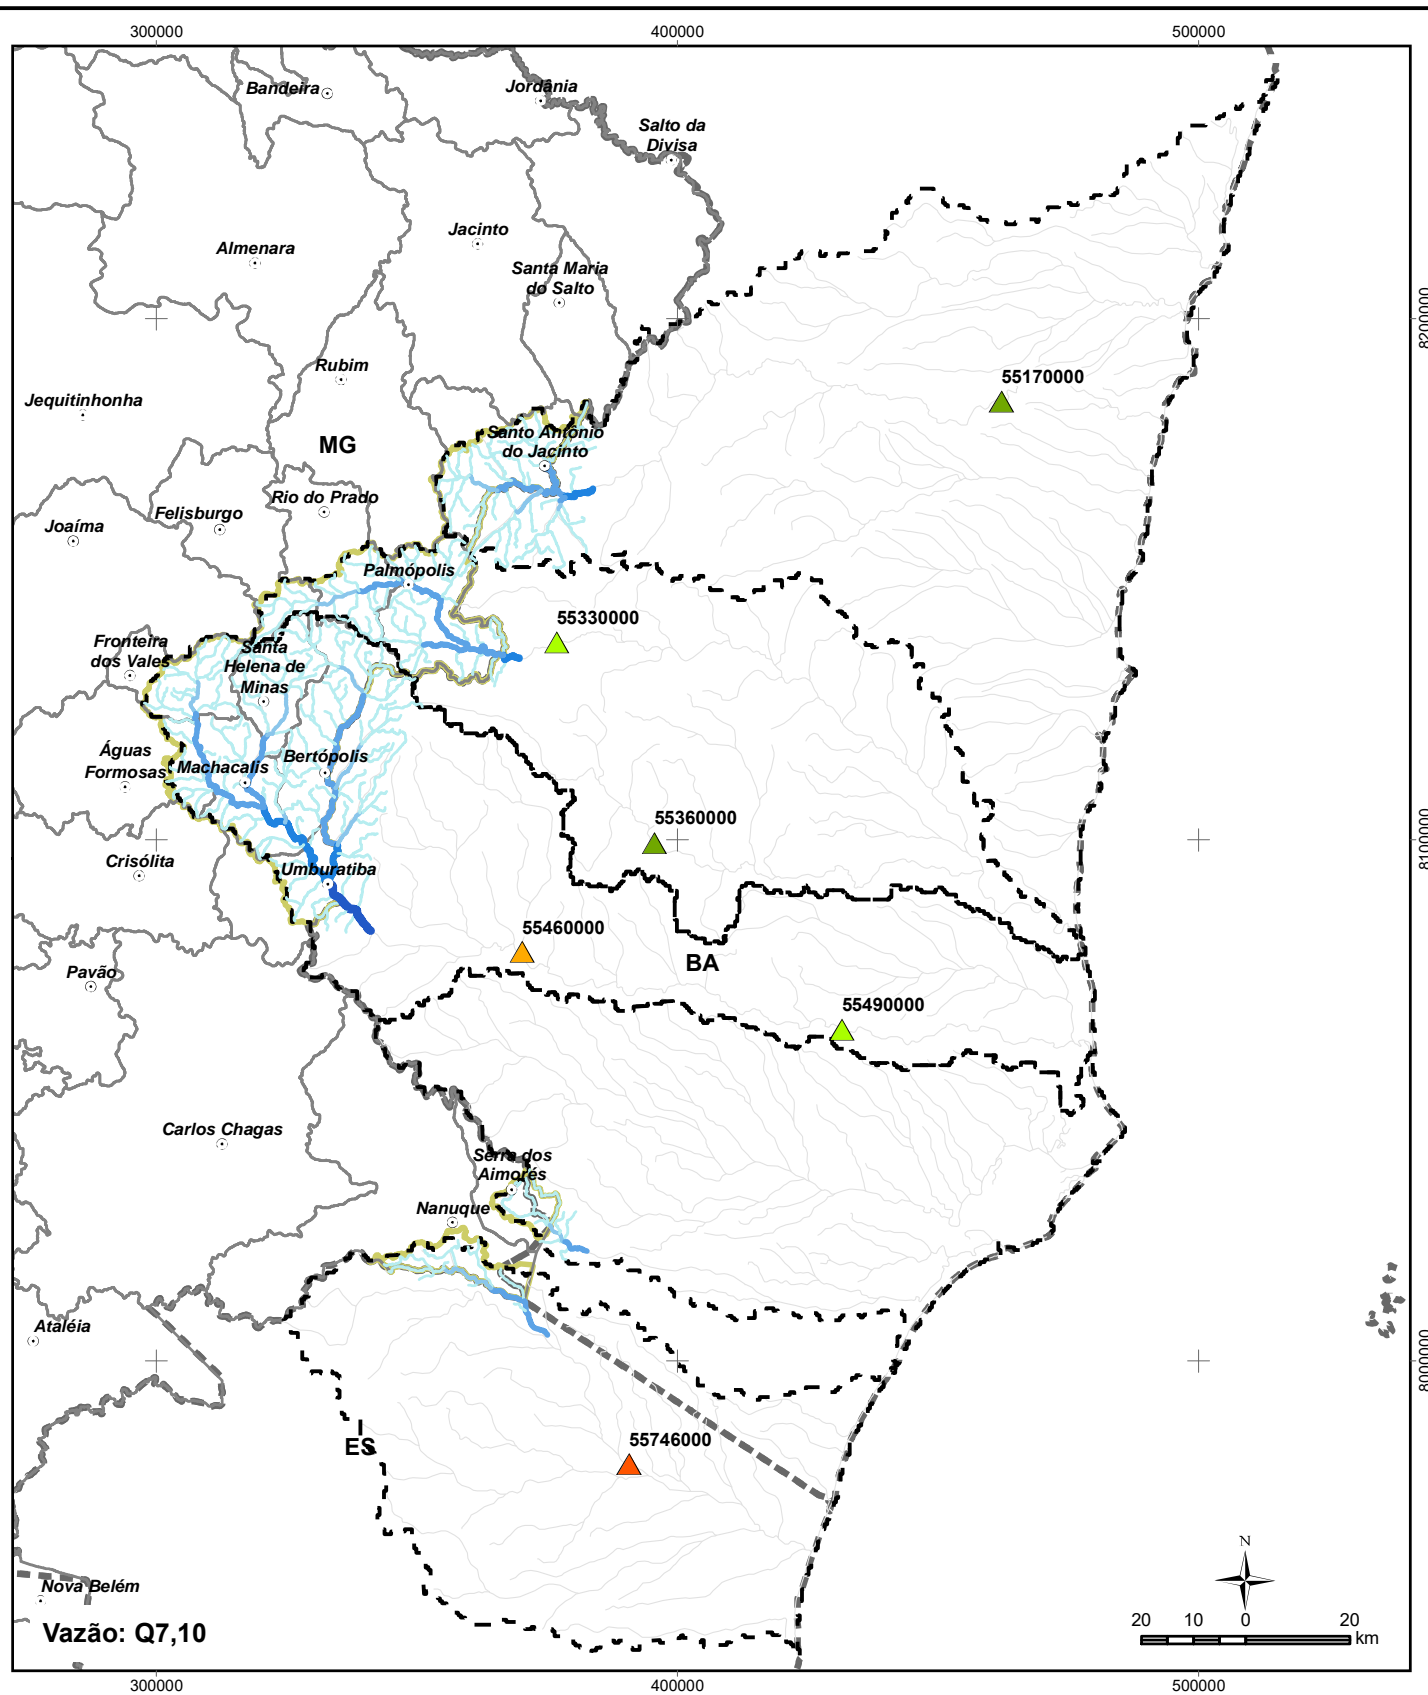 300000
400000
500000
Bandeira
Jordânia
Salto da
Divisa
Jacinto
Almenara
Santa Maria
do Salto
8200000
Rubim
55170000
Jequitinhonha
MG
Santo Antônio
do Jacinto
Rio do Prado
Felisburgo
Joaíma
Palmópolis
55330000
Fronteira
dos Vales
Santa
Helena de
Minas
Águas
Formosas
Machacalis
Bertópolis
55360000
8100000
Crisólita
Umburatiba
55460000
BA
Pavão
55490000
Carlos Chagas
Serra dos
Aimorés
Nanuque
Ataléia
8000000
55746000
ES
N
Nova Belém
Vazão: Q7,10
20
10
0
20
km
300000
400000
500000